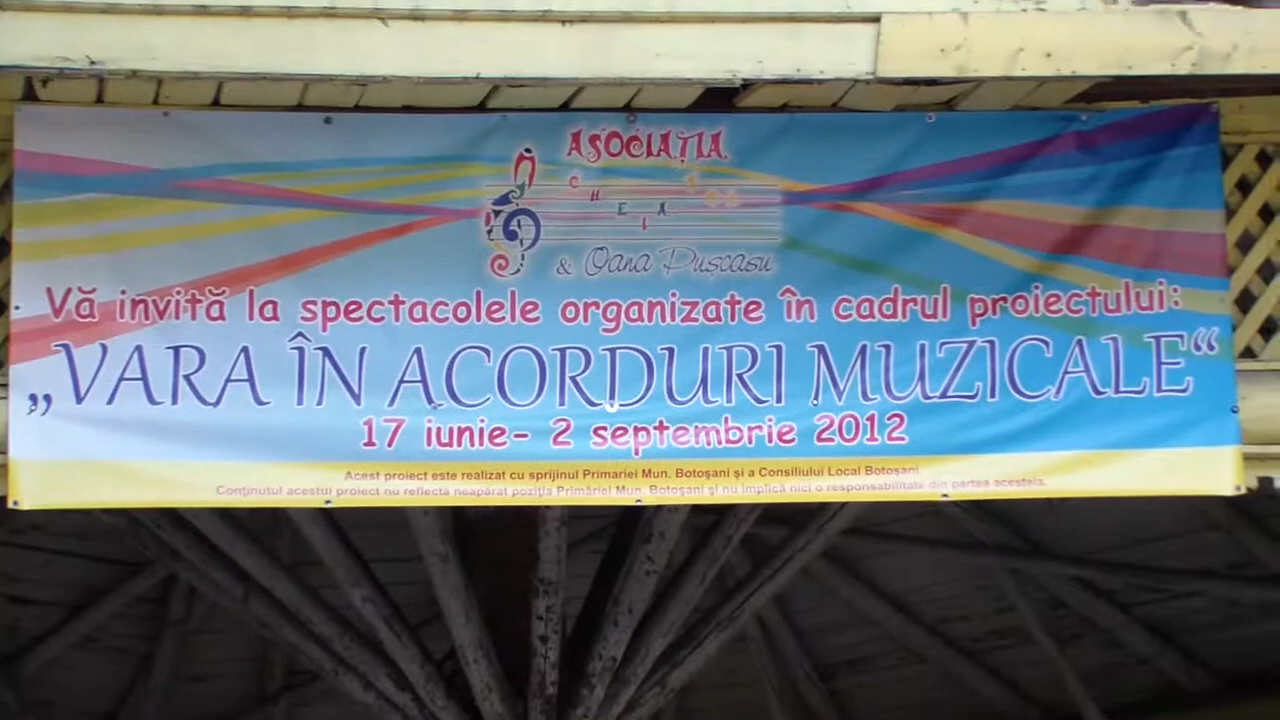 ASOCIAȚIA
CHEIA
& Oana Pușcasu
Vă invită la spectacolele organizate în cadrul proiectului:
„VARA ÎN ACORDURI MUZICALE“
17 iunie- 2 septembrie 2012
Acest proiect este realizat cu sprijinul Primariei Mun. Botoșani și a Consiliului Local Botoșani.
Conținutul acestui proiect nu reflectă neapărat poziția Primăriei Mun. Botoșani și nu implică nici o responsabilitate din partea acesteia.